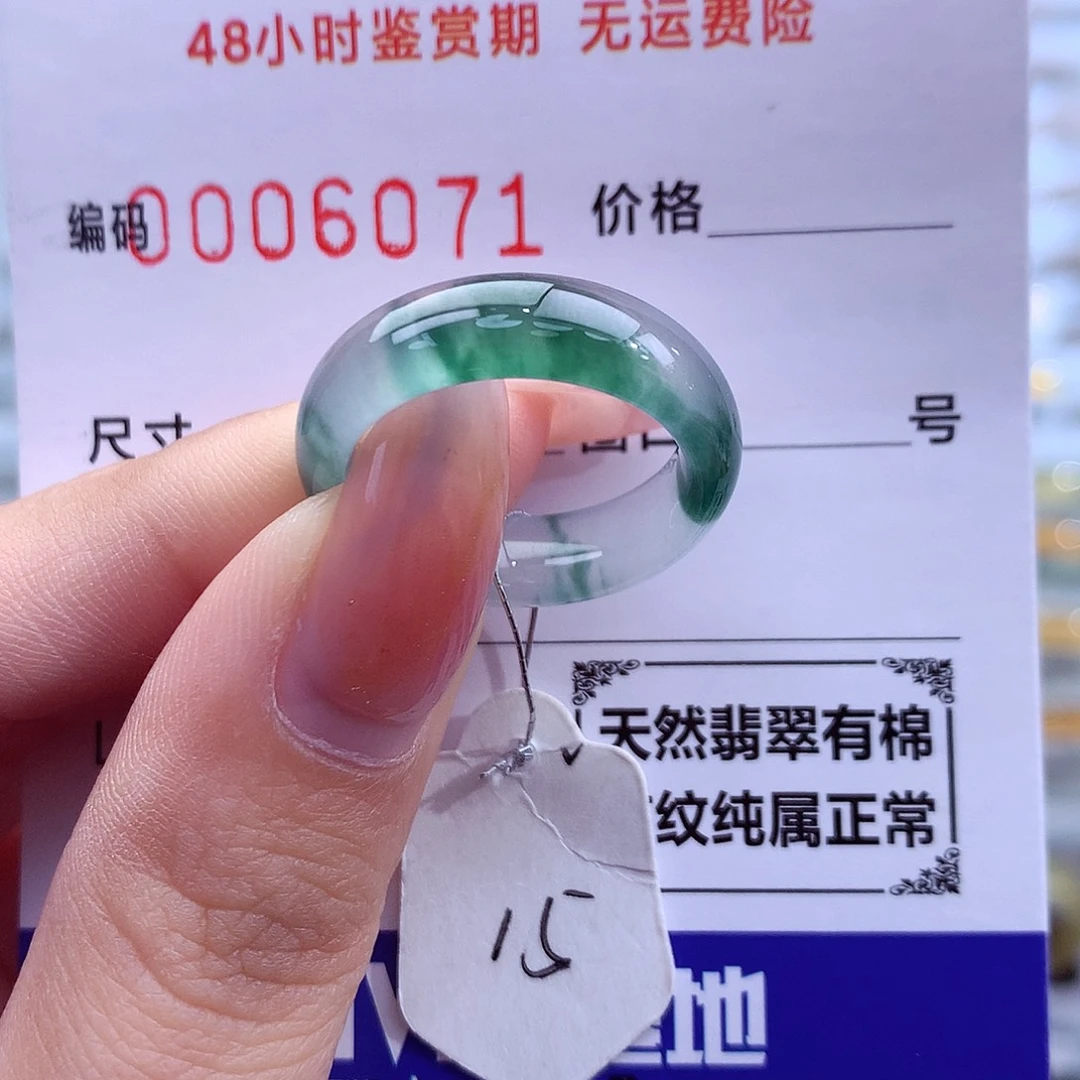 48小时鉴赏期 无运费险
编码0006071 价格
尺寸 号
天然翡翠有棉
纹纯属正常
15
地